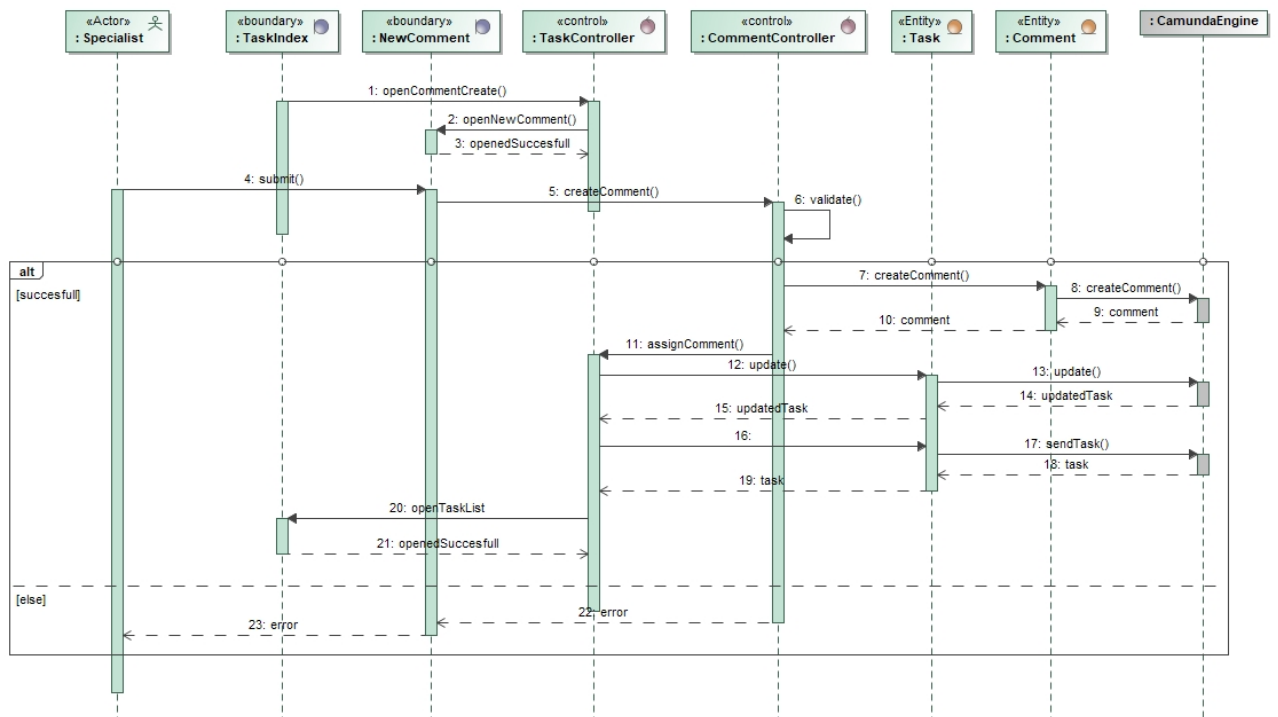 «Actor»
: Specialist
«boundary»
: TaskIndex
«boundary»
: NewComment
«control»
: TaskController
«control»
: CommentController
«Entity»
: Task
«Entity»
: Comment
: CamundaEngine
1: openCommentCreate()
2: openNewComment()
3: openedSuccesfull
4: submit()
5: createComment()
6: validate()
alt
[succesfull]
7: createComment()
8: createComment()
9: comment
10: comment
11: assignComment()
12: update()
13: update()
14: updatedTask
15: updatedTask
16:
17: sendTask()
18: task
19: task
20: openTaskList
21: openedSuccesfull
[else]
22: error
23: error